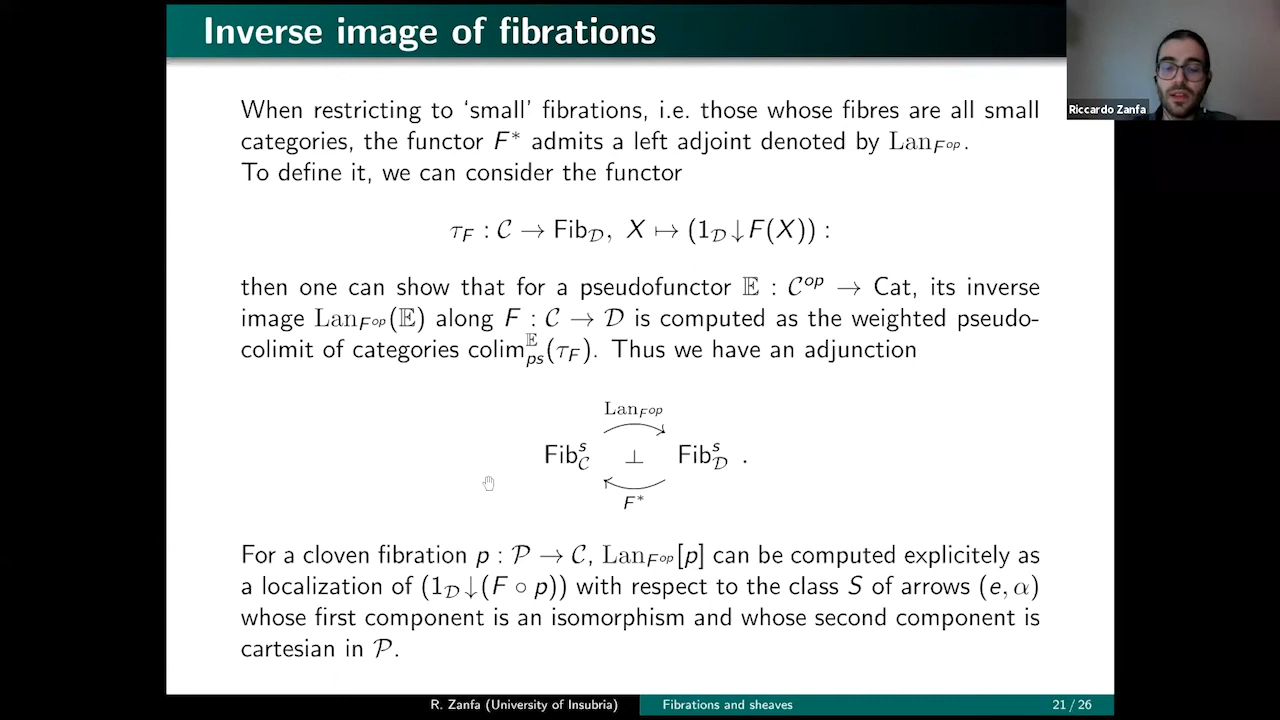 Inverse image of fibrations
Riccardo Zanfa
When restricting to ‘small’ fibrations, i.e. those whose fibres are all small
categories, the functor F* admits a left adjoint denoted by Lan_{F^{op}}.
To define it, we can consider the functor
τ_F : 𝒞 → Fib_𝒟, X ↦ (1_𝒟 ↓ F(X)) :
then one can show that for a pseudofunctor 𝔼 : 𝒞^{op} → Cat, its inverse
image Lan_{F^{op}}(𝔼) along F : 𝒞 → 𝒟 is computed as the weighted pseudo-
colimit of categories colim^𝔼_{ps}(τ_F). Thus we have an adjunction
Lan_{F^{op}}
Fib^s_𝒞 ⊥ Fib^s_𝒟 .
F*
For a cloven fibration p : 𝒫 → 𝒞, Lan_{F^{op}}[p] can be computed explicitely as
a localization of (1_𝒟 ↓ (F ∘ p)) with respect to the class S of arrows (e, α)
whose first component is an isomorphism and whose second component is
cartesian in 𝒫.
R. Zanfa (University of Insubria)
Fibrations and sheaves
21 / 26